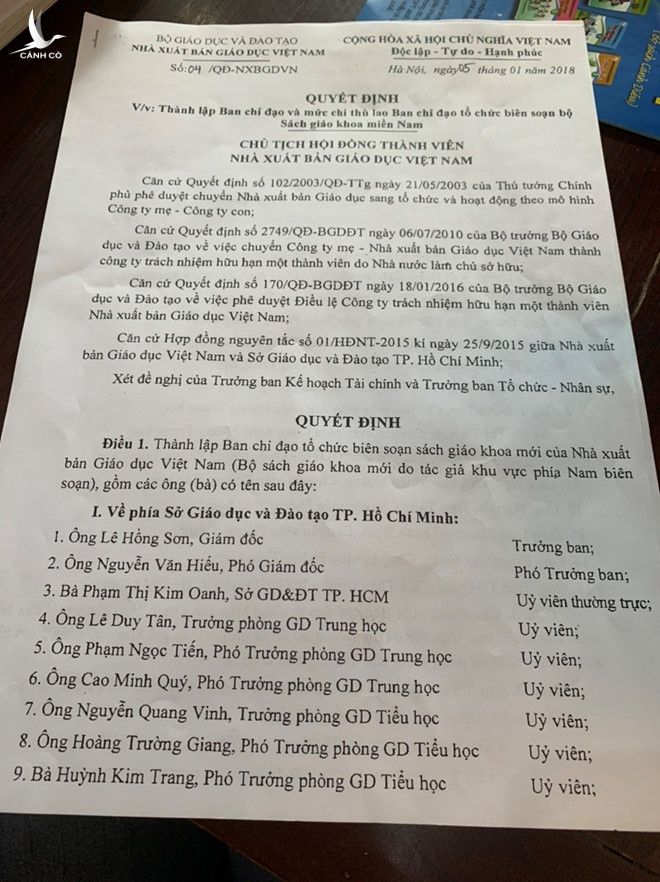 CÁNH CÒ
BỘ GIÁO DỤC VÀ ĐÀO TẠO
NHÀ XUẤT BẢN GIÁO DỤC VIỆT NAM
Số: 04 /QĐ-NXBGDVN
CỘNG HÒA XÃ HỘI CHỦ NGHĨA VIỆT NAM
Độc lập - Tự do - Hạnh phúc
Hà Nội, ngày 05 tháng 01 năm 2018
QUYẾT ĐỊNH
V/v: Thành lập Ban chỉ đạo và mức chi thù lao Ban chỉ đạo tổ chức biên soạn bộ
Sách giáo khoa miền Nam
CHỦ TỊCH HỘI ĐỒNG THÀNH VIÊN
NHÀ XUẤT BẢN GIÁO DỤC VIỆT NAM
Căn cứ Quyết định số 102/2003/QĐ-TTg ngày 21/05/2003 của Thủ tướng Chính
phủ phê duyệt chuyển Nhà xuất bản Giáo dục sang tổ chức và hoạt động theo mô hình
Công ty mẹ - Công ty con;
Căn cứ Quyết định số 2749/QĐ-BGDĐT ngày 06/07/2010 của Bộ trưởng Bộ Giáo
dục và Đào tạo về việc chuyển Công ty mẹ - Nhà xuất bản Giáo dục Việt Nam thành
công ty trách nhiệm hữu hạn một thành viên do Nhà nước làm chủ sở hữu;
Căn cứ Quyết định số 170/QĐ-BGDĐT ngày 18/01/2016 của Bộ trưởng Bộ Giáo
dục và Đào tạo về việc phê duyệt Điều lệ Công ty trách nhiệm hữu hạn một thành viên
Nhà xuất bản Giáo dục Việt Nam;
Căn cứ Hợp đồng nguyên tắc số 01/HĐNT-2015 kí ngày 25/9/2015 giữa Nhà xuất
bản Giáo dục Việt Nam và Sở Giáo dục và Đào tạo TP. Hồ Chí Minh;
Xét đề nghị của Trưởng ban Kế hoạch Tài chính và Trưởng ban Tổ chức - Nhân sự,
QUYẾT ĐỊNH
Điều 1. Thành lập Ban chỉ đạo tổ chức biên soạn sách giáo khoa mới của Nhà xuất
bản Giáo dục Việt Nam (Bộ sách giáo khoa mới do tác giả khu vực phía Nam biên
soạn), gồm các ông (bà) có tên sau đây:
I. Về phía Sở Giáo dục và Đào tạo TP. Hồ Chí Minh:
1. Ông Lê Hồng Sơn, Giám đốc Trưởng ban;
2. Ông Nguyễn Văn Hiếu, Phó Giám đốc Phó Trưởng ban;
3. Bà Phạm Thị Kim Oanh, Sở GD&ĐT TP. HCM Uỷ viên thường trực;
4. Ông Lê Duy Tân, Trưởng phòng GD Trung học Uỷ viên;
5. Ông Phạm Ngọc Tiến, Phó Trưởng phòng GD Trung học Uỷ viên;
6. Ông Cao Minh Quý, Phó Trưởng phòng GD Trung học Uỷ viên;
7. Ông Nguyễn Quang Vinh, Trưởng phòng GD Tiểu học Uỷ viên;
8. Ông Hoàng Trường Giang, Phó Trưởng phòng GD Tiểu học Uỷ viên;
9. Bà Huỳnh Kim Trang, Phó Trưởng phòng GD Tiểu học Uỷ viên;